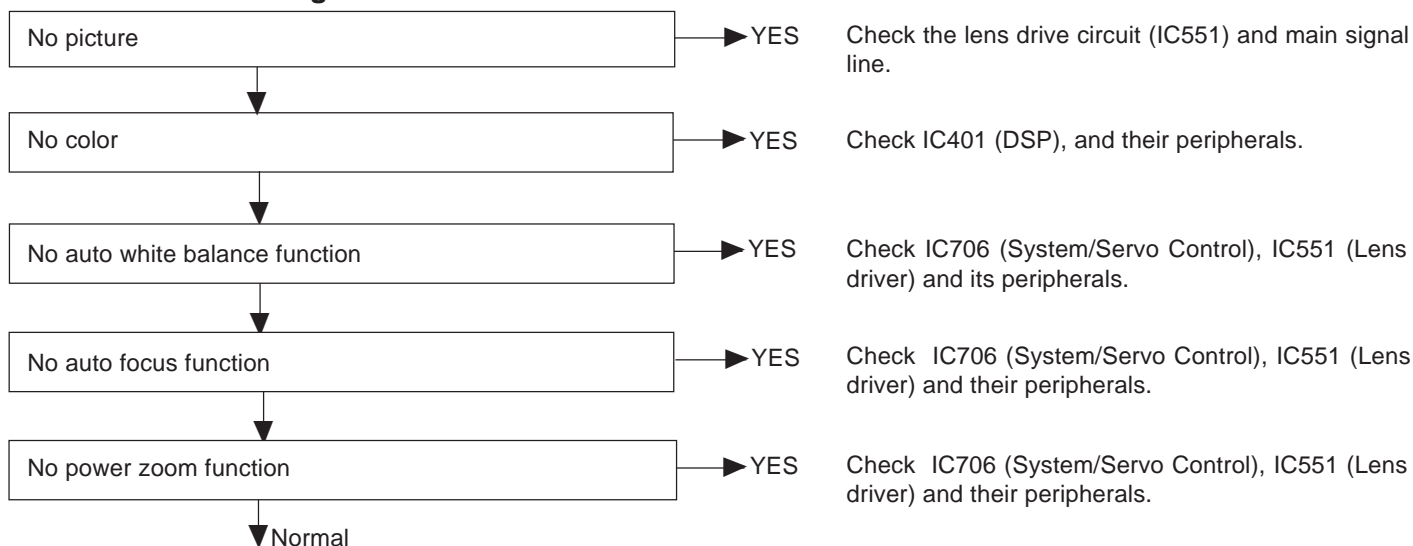 No picture
YES
Check the lens drive circuit (IC551) and main signal
line.
No color
YES
Check IC401 (DSP), and their peripherals.
No auto white balance function
YES
Check IC706 (System/Servo Control), IC551 (Lens
driver) and its peripherals.
No auto focus function
YES
Check IC706 (System/Servo Control), IC551 (Lens
driver) and their peripherals.
No power zoom function
YES
Check IC706 (System/Servo Control), IC551 (Lens
driver) and their peripherals.
Normal